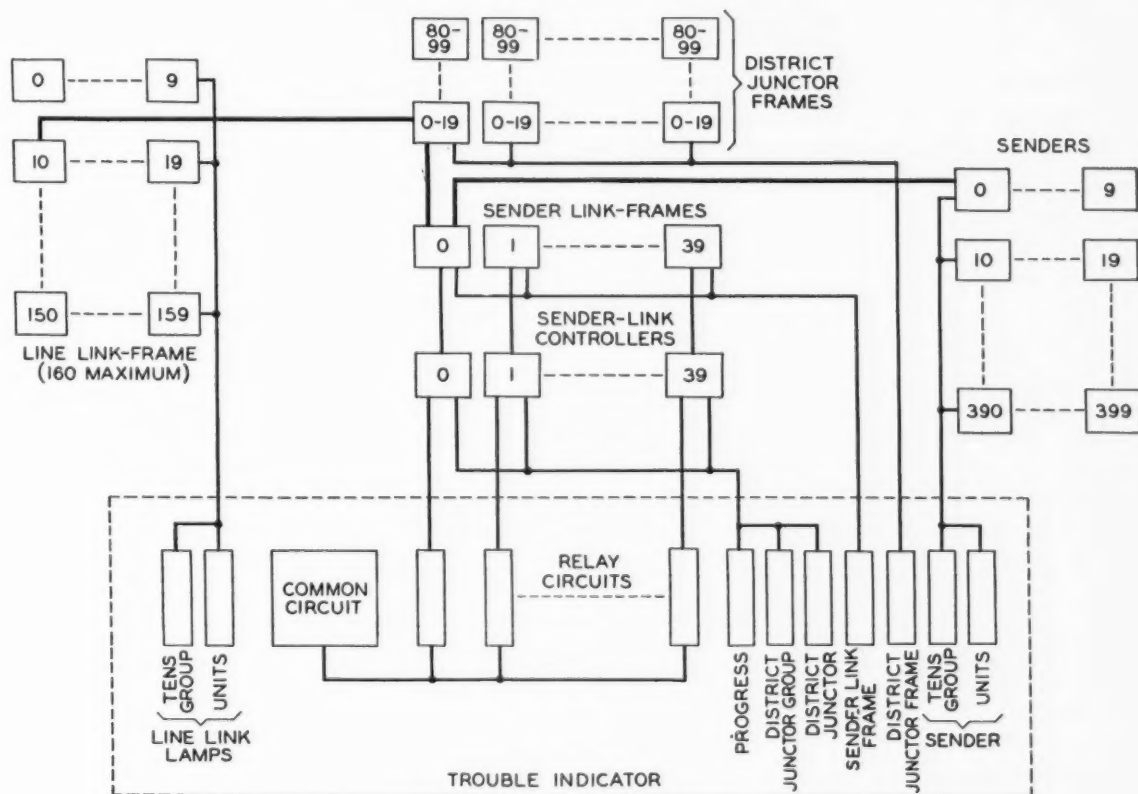 80-99 80-99 80-99
DISTRICT JUNCTOR FRAMES
0 9
0-19 0-19 0-19
10 19
SENDERS
0 9
SENDER LINK-FRAMES
0 1 39
10 19
150 159
SENDER-LINK CONTROLLERS
LINE LINK-FRAME
(160 MAXIMUM)
0 1 39
390 399
COMMON CIRCUIT
RELAY CIRCUITS
TENS GROUP
UNITS
LINE LINK LAMPS
PROGRESS
DISTRICT JUNCTOR GROUP
DISTRICT JUNCTOR
SENDER LINK FRAME
DISTRICT JUNCTOR FRAME
TENS GROUP
UNITS
SENDER
TROUBLE INDICATOR